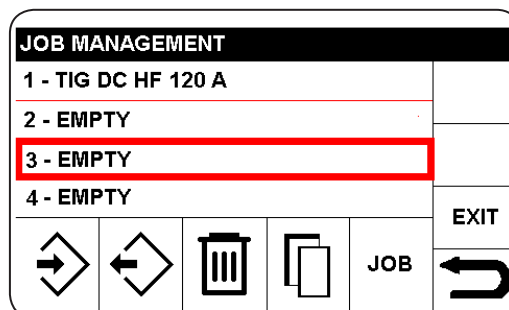 JOB MANAGEMENT
1 - TIG DC HF 120 A
2 - EMPTY
3 - EMPTY
4 - EMPTY
EXIT
JOB